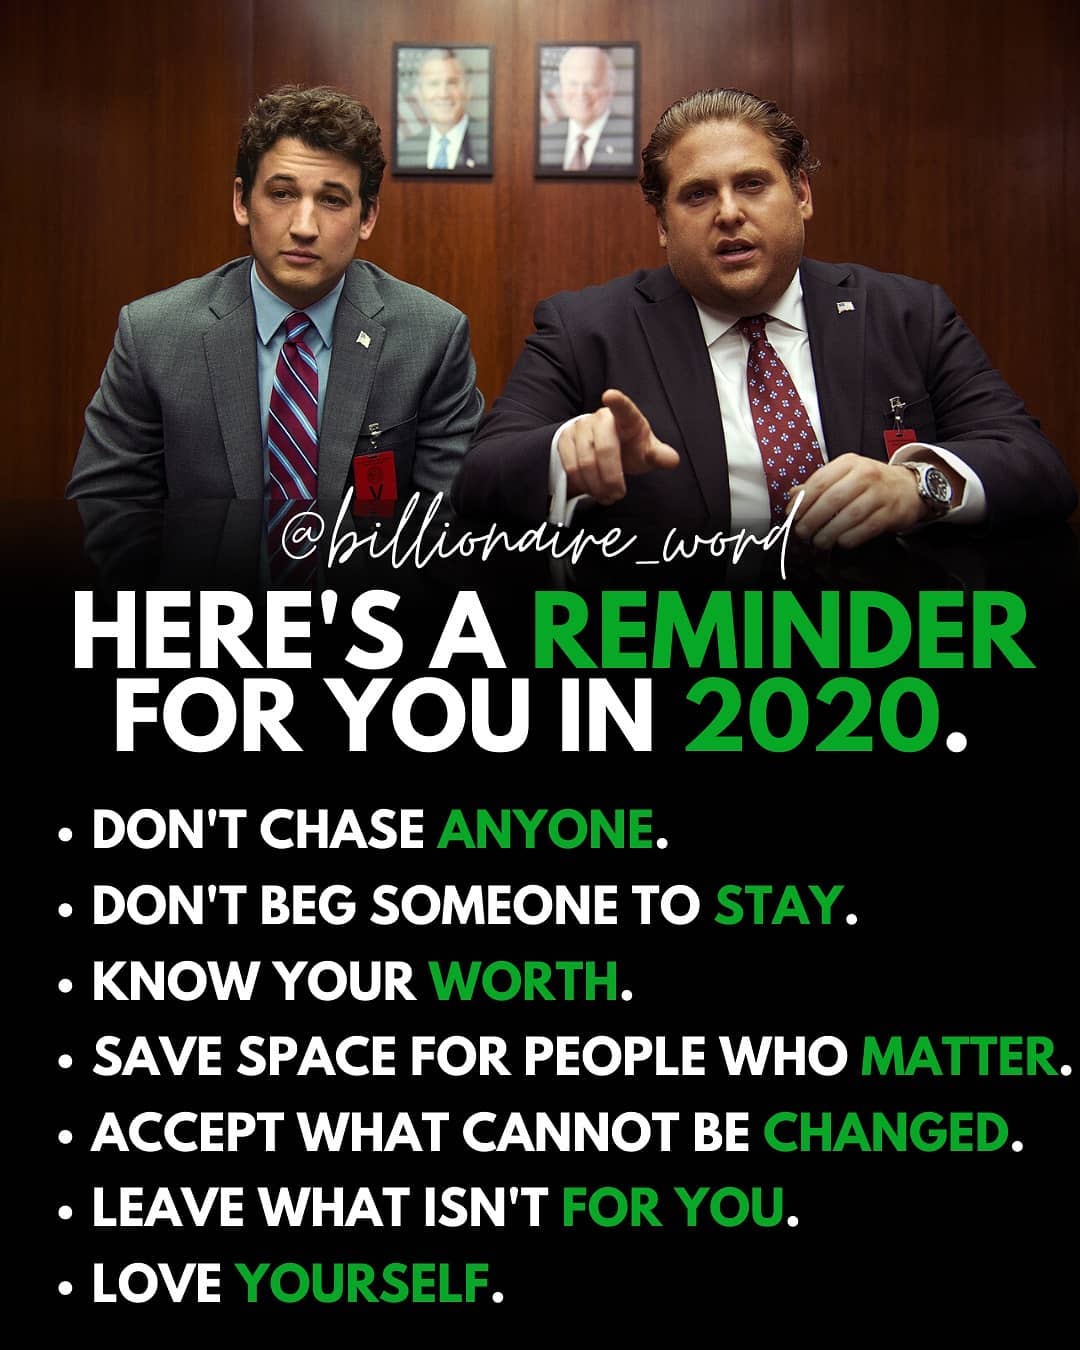 @billionaire_word
HERE'S A REMINDER
FOR YOU IN 2020.
• DON'T CHASE ANYONE.
• DON'T BEG SOMEONE TO STAY.
• KNOW YOUR WORTH.
• SAVE SPACE FOR PEOPLE WHO MATTER.
• ACCEPT WHAT CANNOT BE CHANGED.
• LEAVE WHAT ISN'T FOR YOU.
• LOVE YOURSELF.